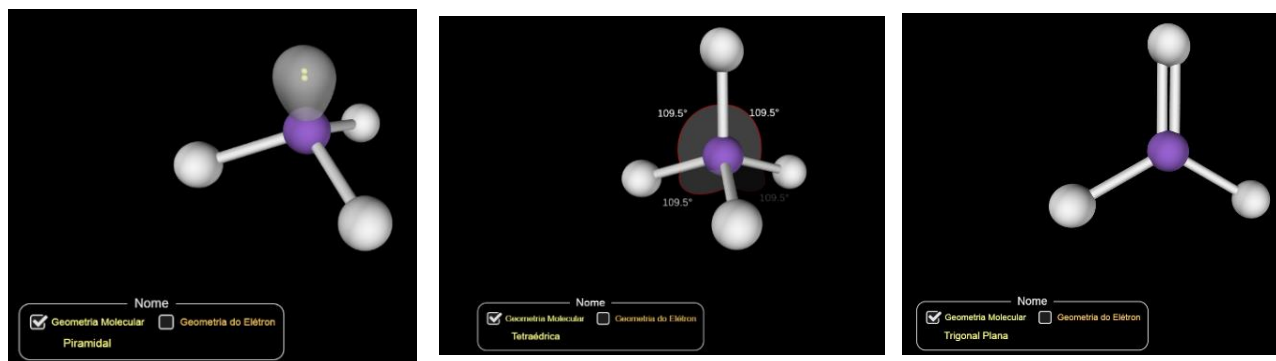 Nome
Geometria Molecular Geometria do Elétron
Piramidal
109.5° 109.5°
109.5° 109.5°
Nome
Geometria Molecular Geometria do Elétron
Tetraédrica
Nome
Geometria Molecular Geometria do Elétron
Trigonal Plana